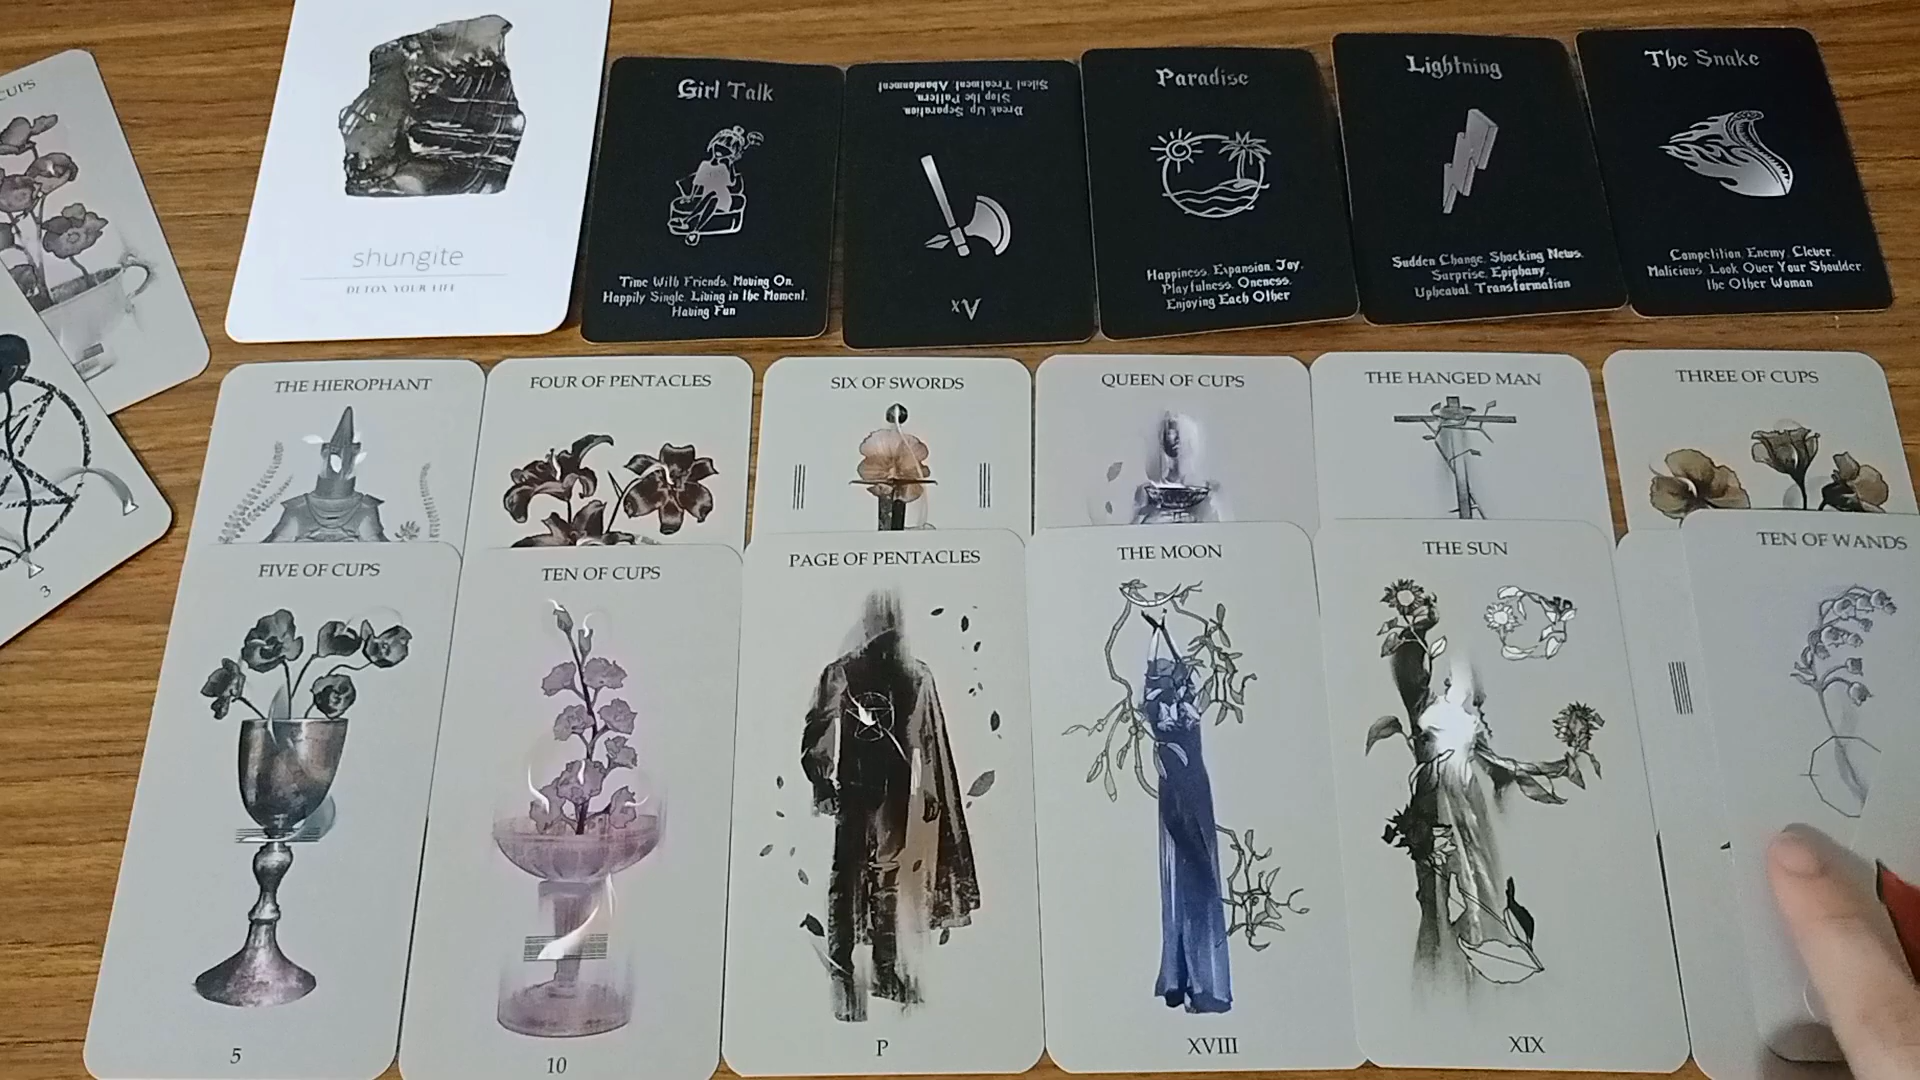 CUPS
3
shungite
DETOX YOUR LIFE
Girl Talk
Time With Friends, Moving On,
Happily Single, Living in the Moment,
Having Fun
Ax
Break Up, Separation,
Stop the Pattern,
Silent Treatment, Abandonment
Paradise
Happiness, Expansion, Joy,
Playfulness, Oneness,
Enjoying Each Other
Lightning
Sudden Change, Shocking News,
Surprise, Epiphany,
Upheaval, Transformation
The Snake
Competition, Enemy, Clever,
Malicious, Look Over Your Shoulder,
the Other Woman
THE HIEROPHANT
FOUR OF PENTACLES
SIX OF SWORDS
QUEEN OF CUPS
THE HANGED MAN
THREE OF CUPS
FIVE OF CUPS
5
TEN OF CUPS
10
PAGE OF PENTACLES
P
THE MOON
XVIII
THE SUN
XIX
TEN OF WANDS